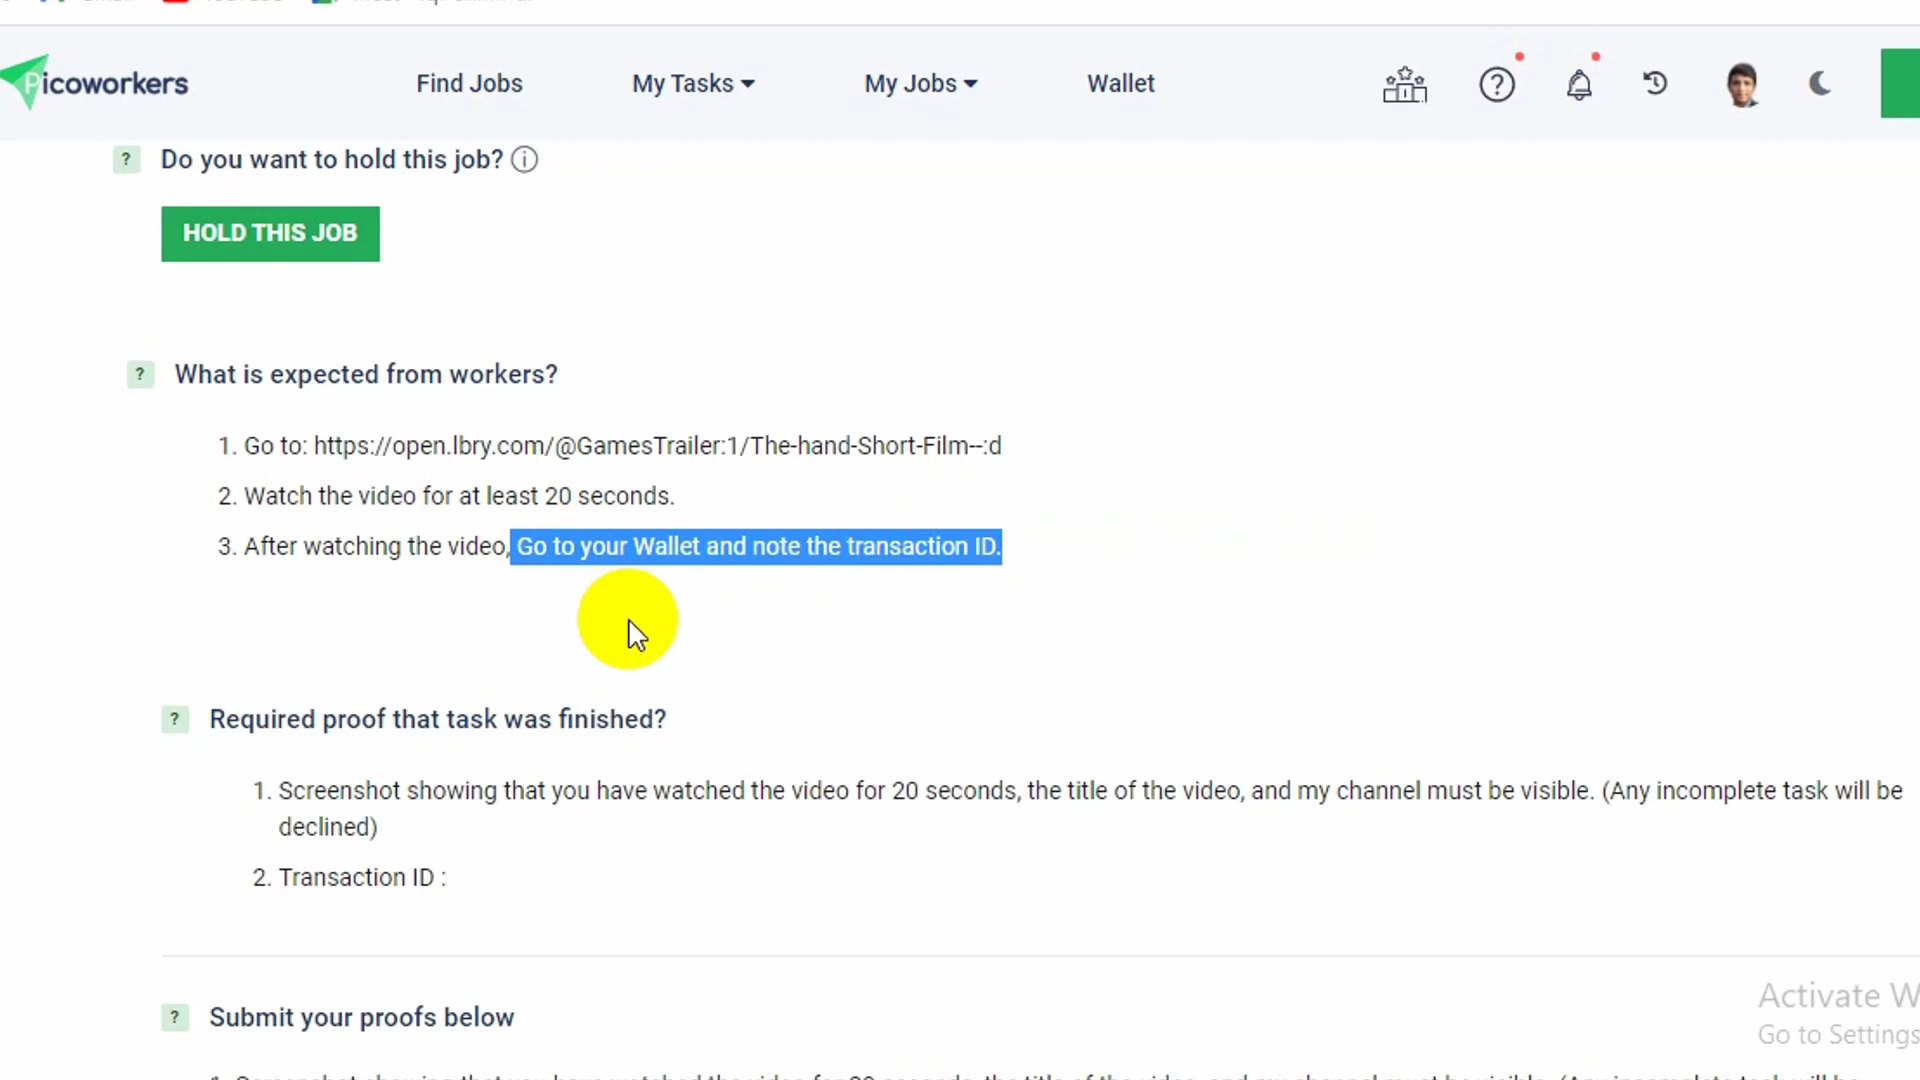 Picoworkers
Find Jobs
My Tasks
My Jobs
Wallet
? Do you want to hold this job?
HOLD THIS JOB
? What is expected from workers?
1. Go to: https://open.lbry.com/@GamesTrailer:1/The-hand-Short-Film--:d
2. Watch the video for at least 20 seconds.
3. After watching the video, Go to your Wallet and note the transaction ID.
? Required proof that task was finished?
1. Screenshot showing that you have watched the video for 20 seconds, the title of the video, and my channel must be visible. (Any incomplete task will be
declined)
2. Transaction ID :
Activate W
Go to Settings
? Submit your proofs below